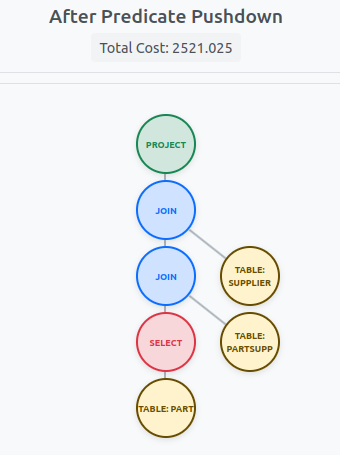 After Predicate Pushdown
Total Cost: 2521.025
PROJECT
JOIN
JOIN
TABLE:
SUPPLIER
SELECT
TABLE:
PARTSUPP
TABLE: PART